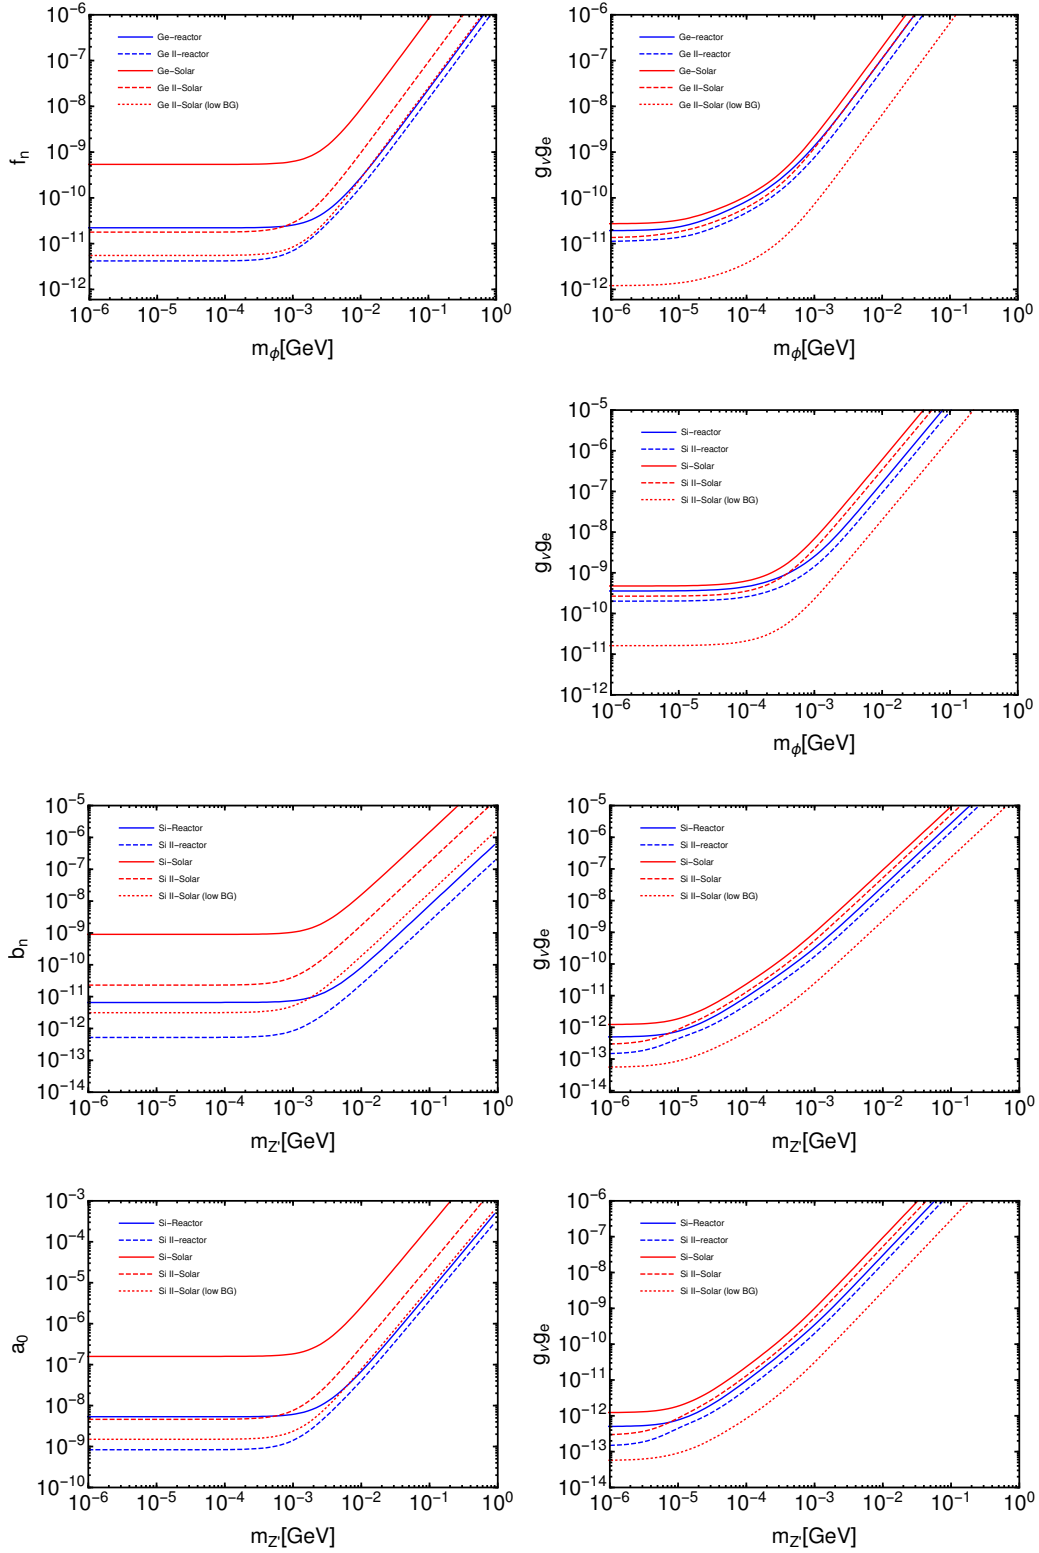 10⁻⁶
10⁻⁷
10⁻⁸
10⁻⁹
10⁻¹⁰
10⁻¹¹
10⁻¹²
fₙ
Ge-reactor
Ge II-reactor
Ge-Solar
Ge II-Solar
Ge II-Solar (low BG)
10⁻⁶ 10⁻⁵ 10⁻⁴ 10⁻³ 10⁻² 10⁻¹ 10⁰
m_ϕ[GeV]
10⁻⁶
10⁻⁷
10⁻⁸
10⁻⁹
10⁻¹⁰
10⁻¹¹
10⁻¹²
g_νg_e
Ge-reactor
Ge II-reactor
Ge-Solar
Ge II-Solar
Ge II-Solar (low BG)
10⁻⁶ 10⁻⁵ 10⁻⁴ 10⁻³ 10⁻² 10⁻¹ 10⁰
m_ϕ[GeV]
10⁻⁵
10⁻⁶
10⁻⁷
10⁻⁸
10⁻⁹
10⁻¹⁰
10⁻¹¹
10⁻¹²
g_νg_e
Si-reactor
Si II-reactor
Si-Solar
Si II-Solar
Si II-Solar (low BG)
10⁻⁶ 10⁻⁵ 10⁻⁴ 10⁻³ 10⁻² 10⁻¹ 10⁰
m_ϕ[GeV]
10⁻⁵
10⁻⁶
10⁻⁷
10⁻⁸
10⁻⁹
10⁻¹⁰
10⁻¹¹
10⁻¹²
10⁻¹³
10⁻¹⁴
bₙ
Si-Reactor
Si II-reactor
Si-Solar
Si II-Solar
Si II-Solar (low BG)
10⁻⁶ 10⁻⁵ 10⁻⁴ 10⁻³ 10⁻² 10⁻¹ 10⁰
m_Z'[GeV]
10⁻⁵
10⁻⁶
10⁻⁷
10⁻⁸
10⁻⁹
10⁻¹⁰
10⁻¹¹
10⁻¹²
10⁻¹³
10⁻¹⁴
g_νg_e
Si-Reactor
Si II-reactor
Si-Solar
Si II-Solar
Si II-Solar (low BG)
10⁻⁶ 10⁻⁵ 10⁻⁴ 10⁻³ 10⁻² 10⁻¹ 10⁰
m_Z'[GeV]
10⁻³
10⁻⁴
10⁻⁵
10⁻⁶
10⁻⁷
10⁻⁸
10⁻⁹
10⁻¹⁰
a₀
Si-Reactor
Si II-reactor
Si-Solar
Si II-Solar
Si II-Solar (low BG)
10⁻⁶ 10⁻⁵ 10⁻⁴ 10⁻³ 10⁻² 10⁻¹ 10⁰
m_Z'[GeV]
10⁻⁶
10⁻⁷
10⁻⁸
10⁻⁹
10⁻¹⁰
10⁻¹¹
10⁻¹²
10⁻¹³
10⁻¹⁴
g_νg_e
Si-Reactor
Si II-reactor
Si-Solar
Si II-Solar
Si II-Solar (low BG)
10⁻⁶ 10⁻⁵ 10⁻⁴ 10⁻³ 10⁻² 10⁻¹ 10⁰
m_Z'[GeV]